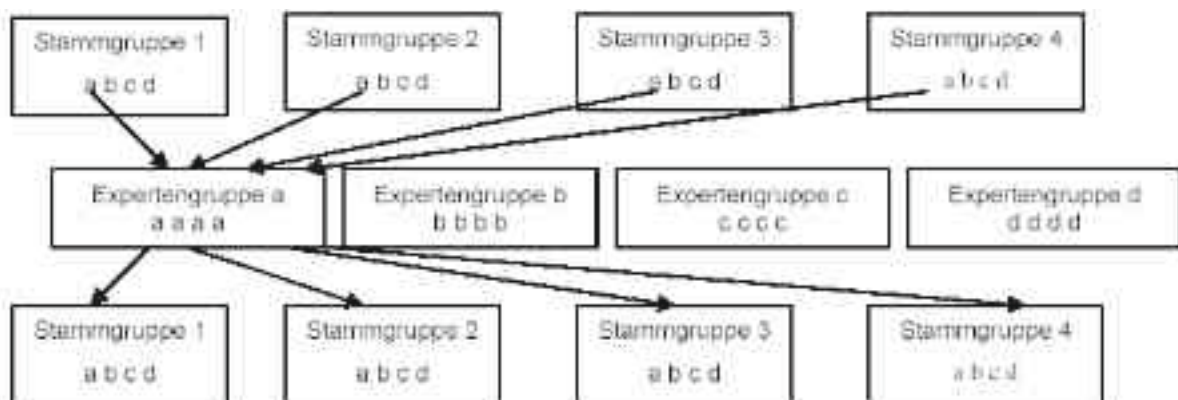 Stammgruppe 1
a b c d
Stammgruppe 2
a b c d
Stammgruppe 3
a b c d
Stammgruppe 4
a b c d
Expertengruppe a
a a a a
Expertengruppe b
b b b b
Expertengruppe c
c c c c
Expertengruppe d
d d d d
Stammgruppe 1
a b c d
Stammgruppe 2
a b c d
Stammgruppe 3
a b c d
Stammgruppe 4
a b c d